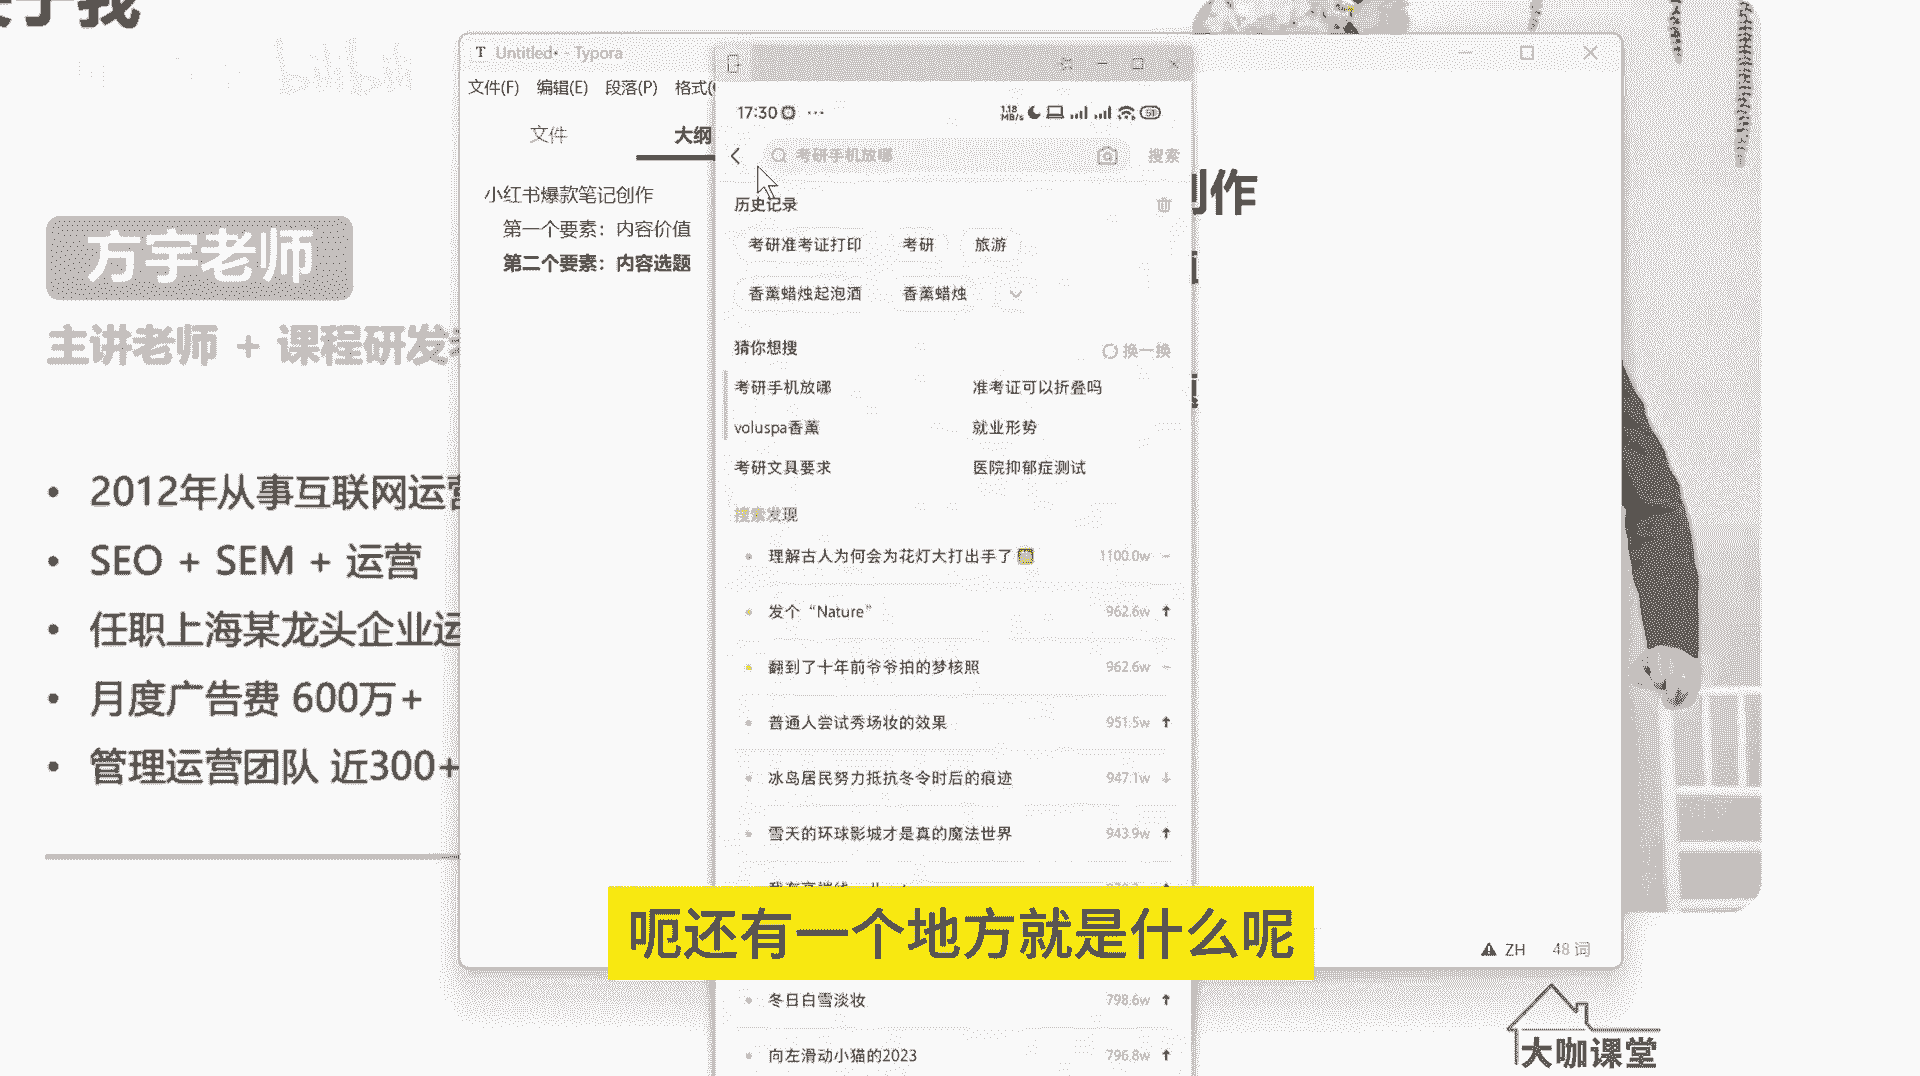 bilibili
方宇老师
主讲老师 + 课程研发
2012年从事互联网运营
SEO + SEM + 运营
任职上海某龙头企业运
月度广告费 600万+
管理运营团队 近300+
Untitled• - Typora
文件(F) 编辑(E) 段落(P) 格式(
文件 大纲
小红书爆款笔记创作
第一个要素：内容价值
第二个要素：内容选题
创作
17:30
1.18 MB/s
考研手机放哪
搜索
历史记录
考研准考证打印 考研 旅游
香薰蜡烛起泡酒 香薰蜡烛
猜你想搜 换一换
考研手机放哪 准考证可以折叠吗
voluspa香薰 就业形势
考研文具要求 医院抑郁症测试
搜索发现
理解古人为何会为花灯大打出手了 1100.0w
发个“Nature” 962.6w
翻到了十年前爷爷拍的梦核照 962.6w
普通人尝试秀场妆的效果 951.5w
冰岛居民努力抵抗冬令时后的痕迹 947.1w
雪天的环球影城才是真的魔法世界 943.9w
呃还有一个地方就是什么呢
冬日白雪淡妆 798.6w
向左滑动小猫的2023 796.8w
ZH 48 词
大咖课堂